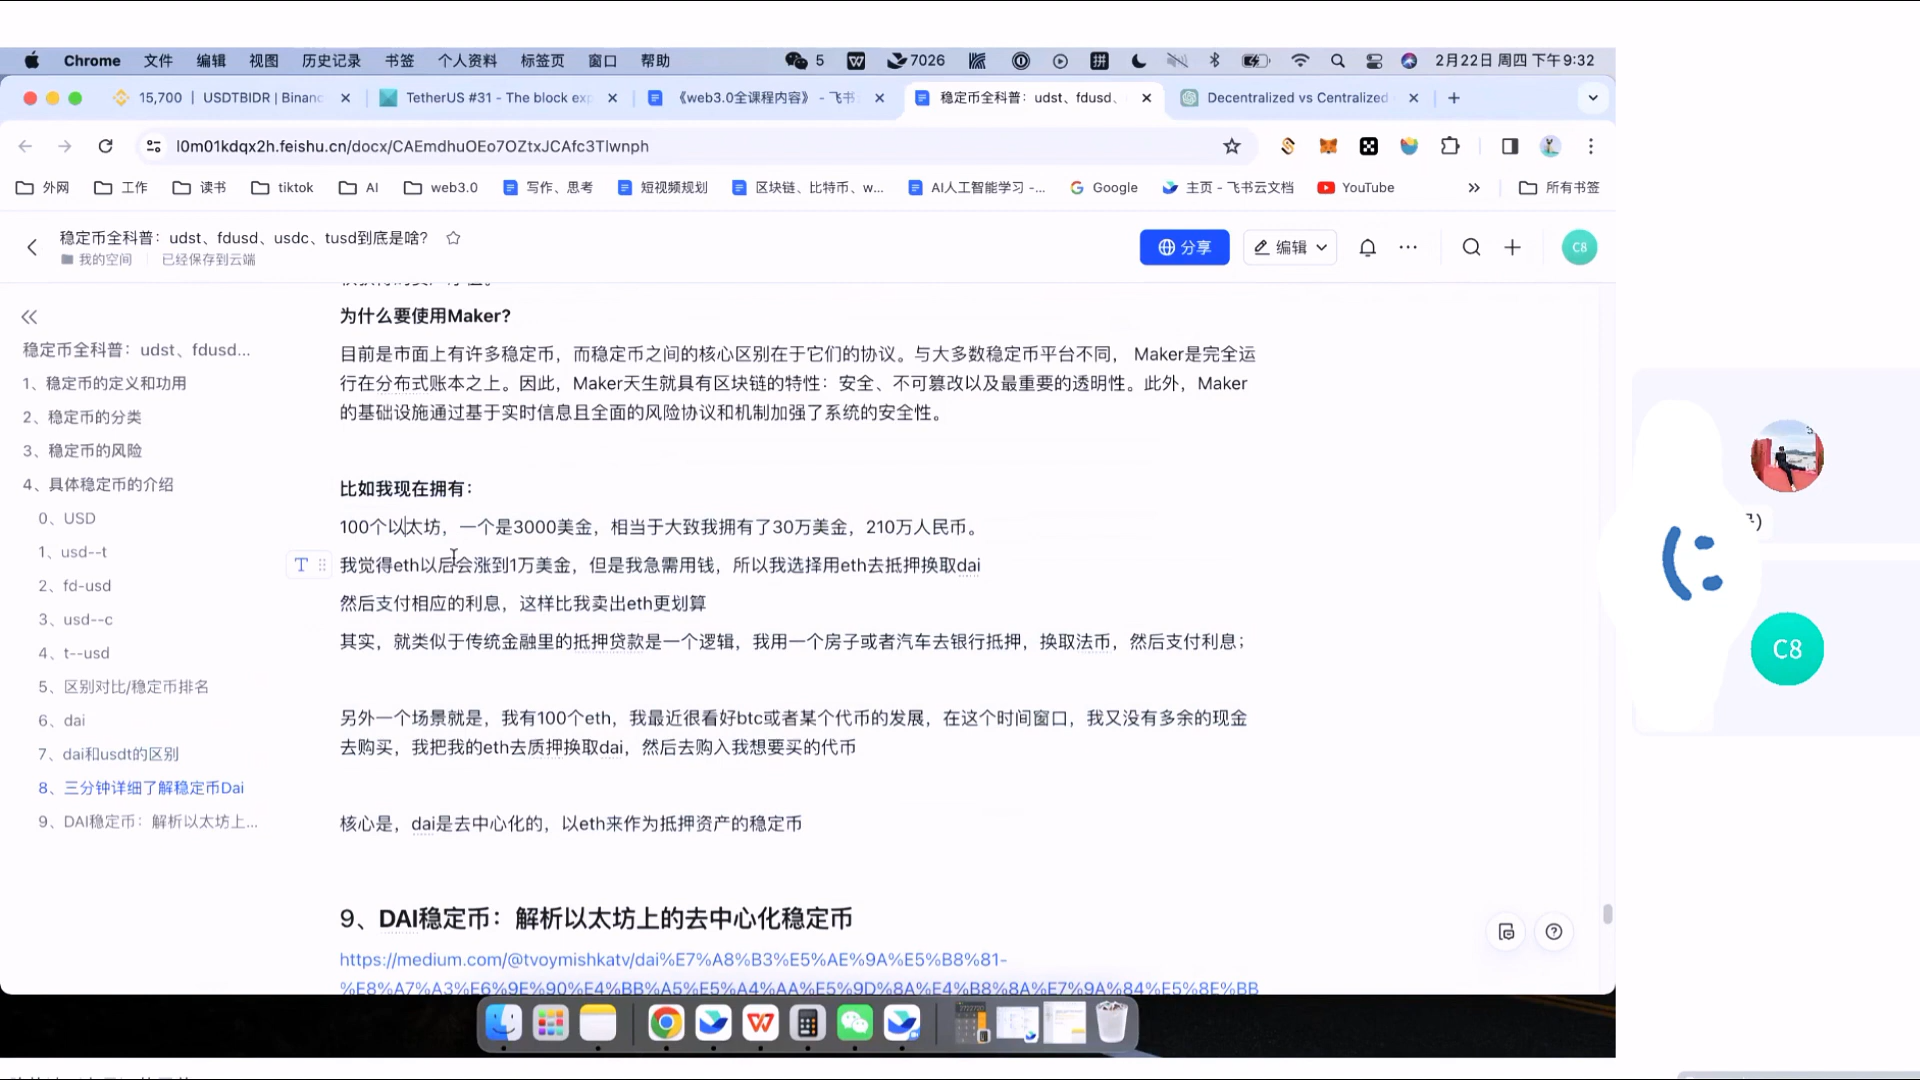 Chrome 文件 编辑 视图 历史记录 书签 个人资料 标签页 窗口 帮助 5 7026 拼 2月22日 周四 下午9:32
15,700 | USDTBIDR | Binanc TetherUS #31 - The block exp 《web3.0全课程内容》 - 飞书 稳定币全科普：udst、fdusd、 Decentralized vs Centralized
l0m01kdqx2h.feishu.cn/docx/CAEmdhuOEo7OZtxJCAfc3Tlwnph
外网 工作 读书 tiktok AI web3.0 写作、思考 短视频规划 区块链、比特币、w... AI人工智能学习 -... Google 主页 - 飞书云文档 YouTube 所有书签
稳定币全科普：udst、fdusd、usdc、tusd到底是啥?
我的空间 已经保存到云端
分享 编辑 C8
稳定币全科普：udst、fdusd...
1、稳定币的定义和功用
2、稳定币的分类
3、稳定币的风险
4、具体稳定币的介绍
0、USD
1、usd--t
2、fd-usd
3、usd--c
4、t--usd
5、区别对比/稳定币排名
6、dai
7、dai和usdt的区别
8、三分钟详细了解稳定币Dai
9、DAI稳定币：解析以太坊上...
为什么要使用Maker?
目前是市面上有许多稳定币，而稳定币之间的核心区别在于它们的协议。与大多数稳定币平台不同， Maker是完全运
行在分布式账本之上。因此，Maker天生就具有区块链的特性：安全、不可篡改以及最重要的透明性。此外，Maker
的基础设施通过基于实时信息且全面的风险协议和机制加强了系统的安全性。
比如我现在拥有：
100个以太坊，一个是3000美金，相当于大致我拥有了30万美金，210万人民币。
我觉得eth以后会涨到1万美金，但是我急需用钱，所以我选择用eth去抵押换取dai
然后支付相应的利息，这样比我卖出eth更划算
其实，就类似于传统金融里的抵押贷款是一个逻辑，我用一个房子或者汽车去银行抵押，换取法币，然后支付利息；
另外一个场景就是，我有100个eth，我最近很看好btc或者某个代币的发展，在这个时间窗口，我又没有多余的现金
去购买，我把我的eth去质押换取dai，然后去购入我想要买的代币
核心是，dai是去中心化的，以eth来作为抵押资产的稳定币
9、DAI稳定币：解析以太坊上的去中心化稳定币
https://medium.com/@tvoymishkatv/dai%E7%A8%B3%E5%AE%9A%E5%B8%81-
%E8%A7%A3%E6%9E%90%E4%BB%A5%E5%A4%AA%E5%9D%8A%E4%B8%8A%E7%9A%84%E5%8E%BB
C8